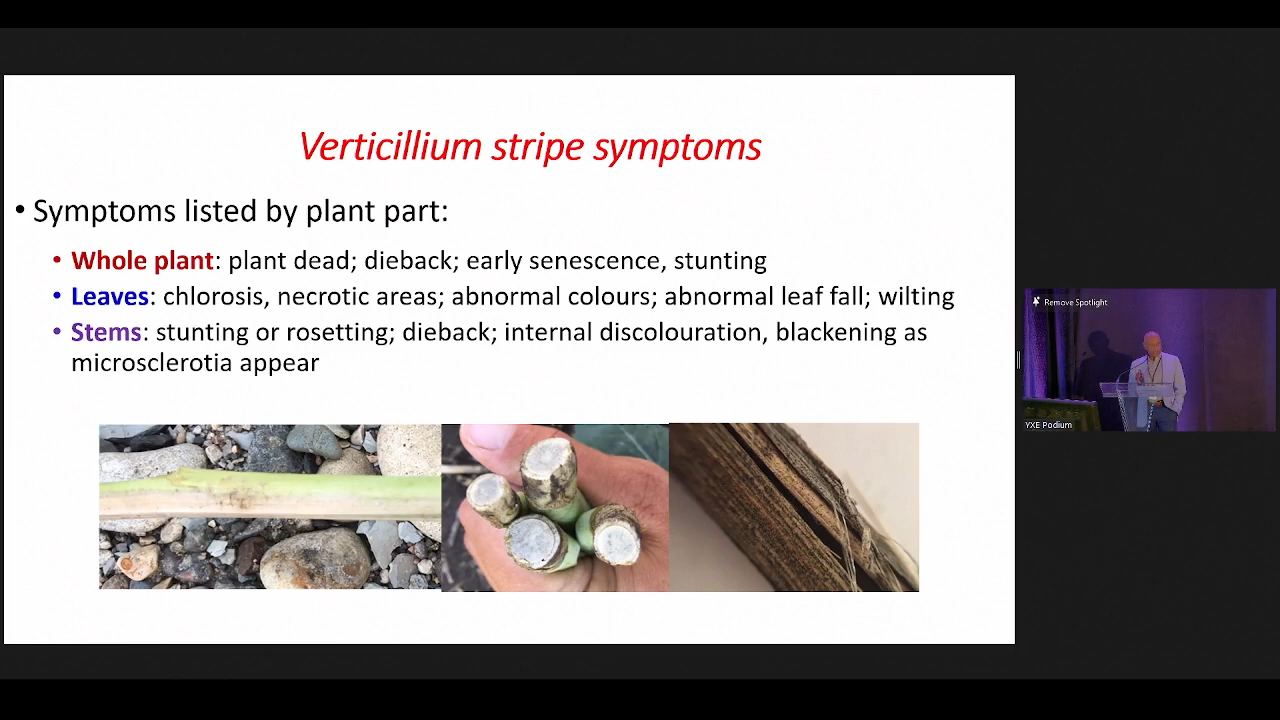 Verticillium stripe symptoms
• Symptoms listed by plant part:
• Whole plant: plant dead; dieback; early senescence, stunting
• Leaves: chlorosis, necrotic areas; abnormal colours; abnormal leaf fall; wilting
• Stems: stunting or rosetting; dieback; internal discolouration, blackening as
microsclerotia appear
Remove Spotlight
YXE Podium